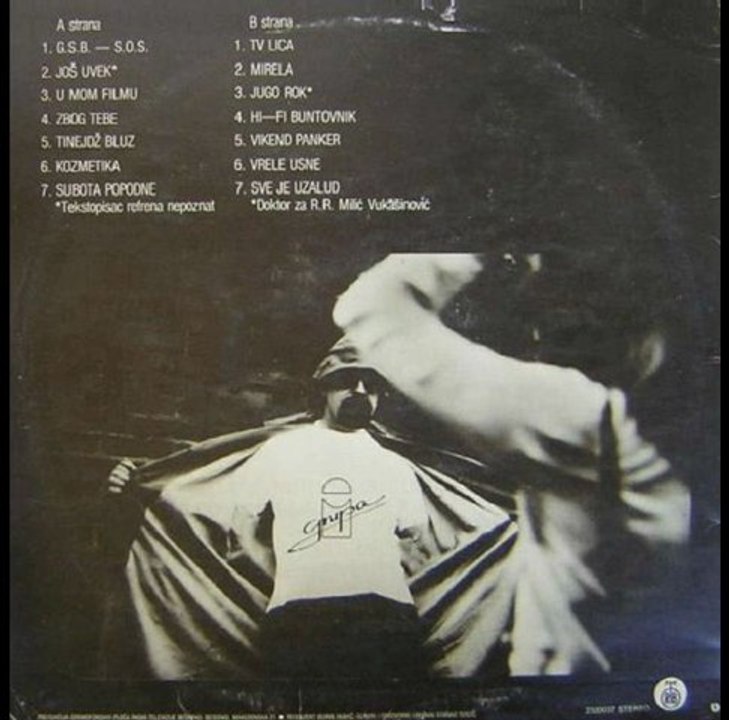 A strana
1. G.S.B. — S.O.S.
2. JOŠ UVEK*
3. U MOM FILMU
4. ZBOG TEBE
5. TINEJDŽ BLUZ
6. KOZMETIKA
7. SUBOTA POPODNE
*Tekstopisac refrena nepoznat
B strana
1. TV LICA
2. MIRELA
3. JUGO ROK*
4. HI—FI BUNTOVNIK
5. VIKEND PANKER
6. VRELE USNE
7. SVE JE UZALUD
*Doktor za R.R. Milić Vukašinović
grupa
STEREO